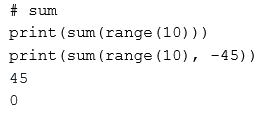 # sum
print(sum(range(10)))
print(sum(range(10), -45))
45
0